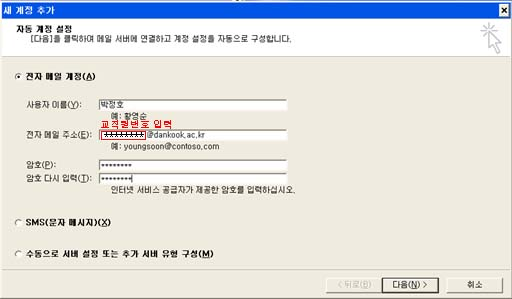 새 계정 추가
자동 계정 설정
[다음]을 클릭하여 메일 서버에 연결하고 계정 설정을 자동으로 구성합니다.
전자 메일 계정(A)
사용자 이름(Y): 박정호
예: 황영순
교직원번호 입력
전자 메일 주소(E): ********@dankook.ac.kr
예: youngsoon@contoso.com
암호(P): ********
암호 다시 입력(T): ********
인터넷 서비스 공급자가 제공한 암호를 입력하십시오.
SMS(문자 메시지)(X)
수동으로 서버 설정 또는 추가 서버 유형 구성(M)
< 뒤로(B) 다음(N) > 취소